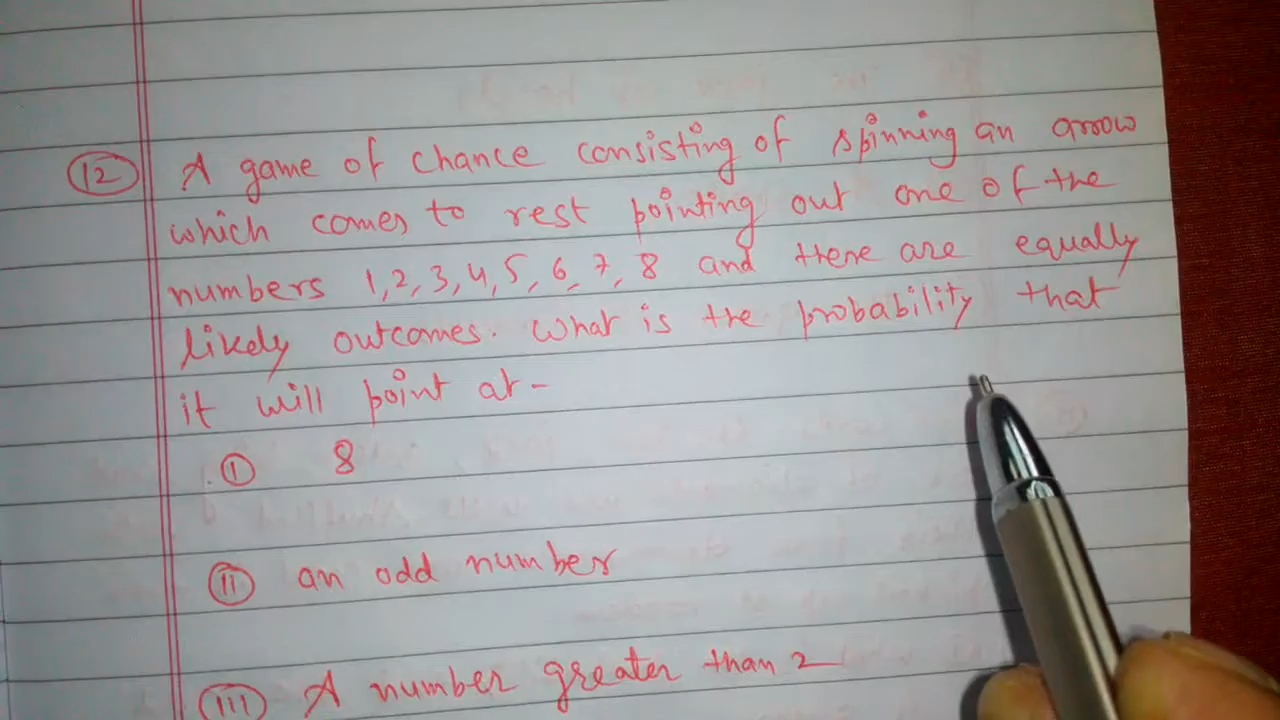 12 A game of chance consisting of spinning an arrow
which comes to rest pointing out one of the
numbers 1,2,3,4,5,6,7,8 and there are equally
likely outcomes. What is the probability that
it will point at -
(I) 8
(II) an odd number
(III) A number greater than 2